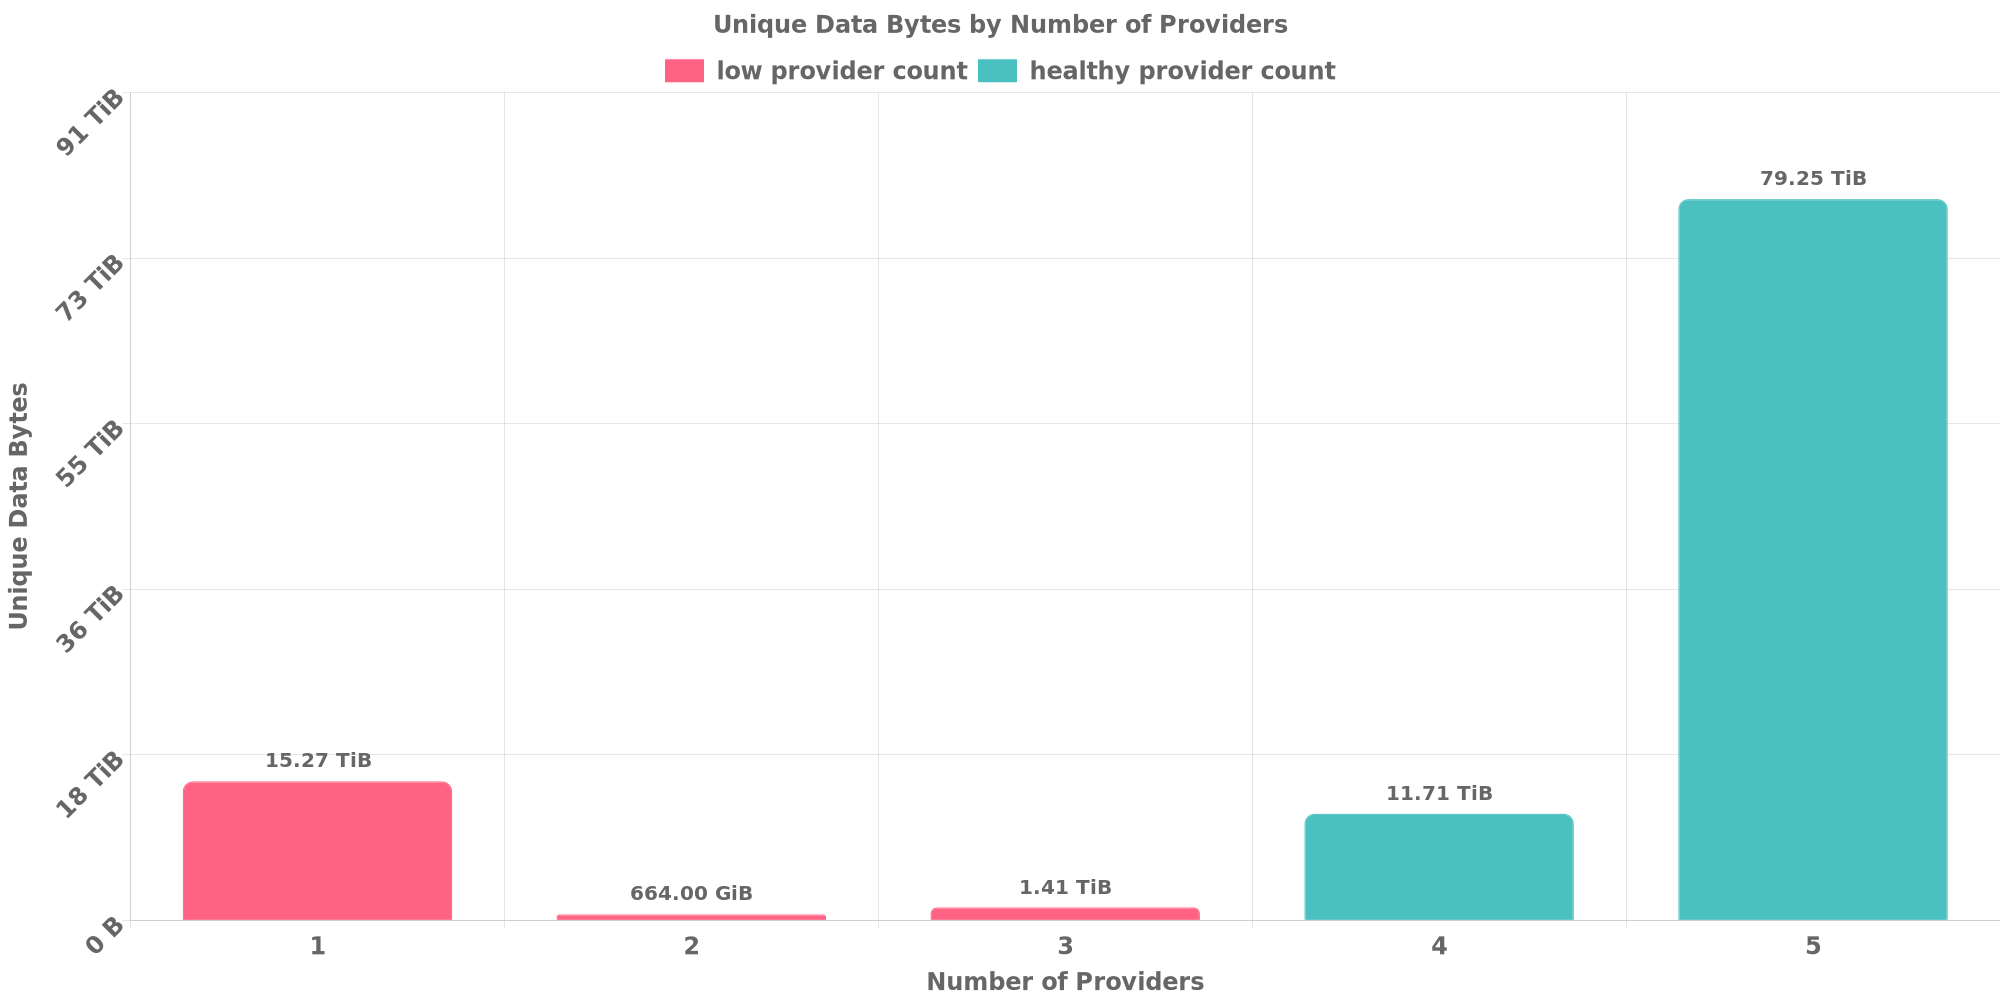 Unique Data Bytes by Number of Providers
low provider count healthy provider count
91 TiB
73 TiB
55 TiB
36 TiB
18 TiB
0 B
Unique Data Bytes
15.27 TiB
664.00 GiB
1.41 TiB
11.71 TiB
79.25 TiB
1 2 3 4 5
Number of Providers